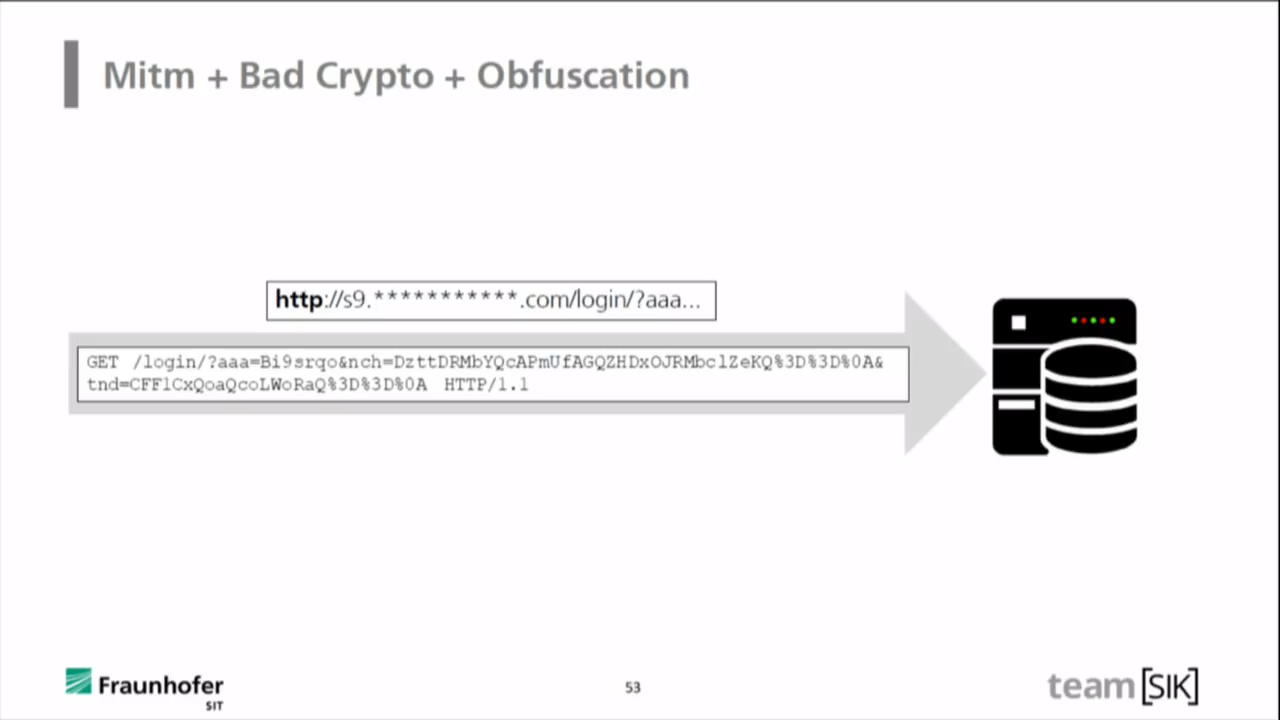 Mitm + Bad Crypto + Obfuscation
http://s9.***********.com/login/?aaa...
GET /login/?aaa=Bi9srqo&nch=DzttDRMbYQcAPmUfAGQZHDxOJRMbclZeKQ%3D%3D%0A&
tnd=CFF1CxQoaQcoLWoRaQ%3D%3D%0A HTTP/1.1
Fraunhofer
SIT
53
team[SIK]